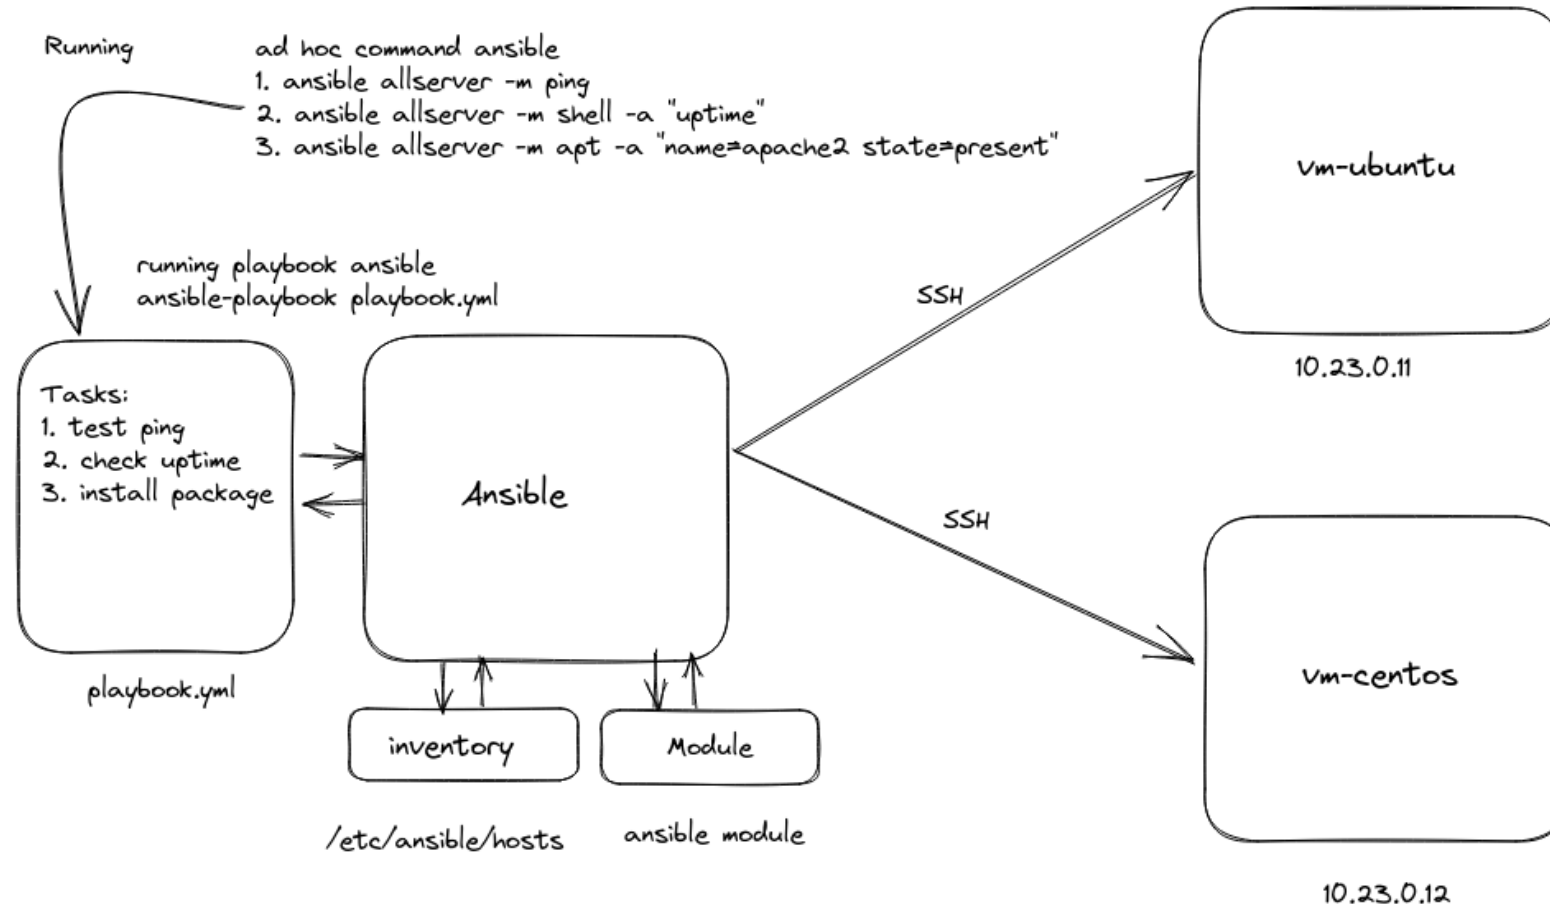 Running
ad hoc command ansible
1. ansible allserver -m ping
2. ansible allserver -m shell -a "uptime"
3. ansible allserver -m apt -a "name=apache2 state=present"
running playbook ansible
ansible-playbook playbook.yml
Tasks:
1. test ping
2. check uptime
3. install package
playbook.yml
Ansible
inventory
/etc/ansible/hosts
Module
ansible module
SSH
SSH
vm-ubuntu
10.23.0.11
vm-centos
10.23.0.12